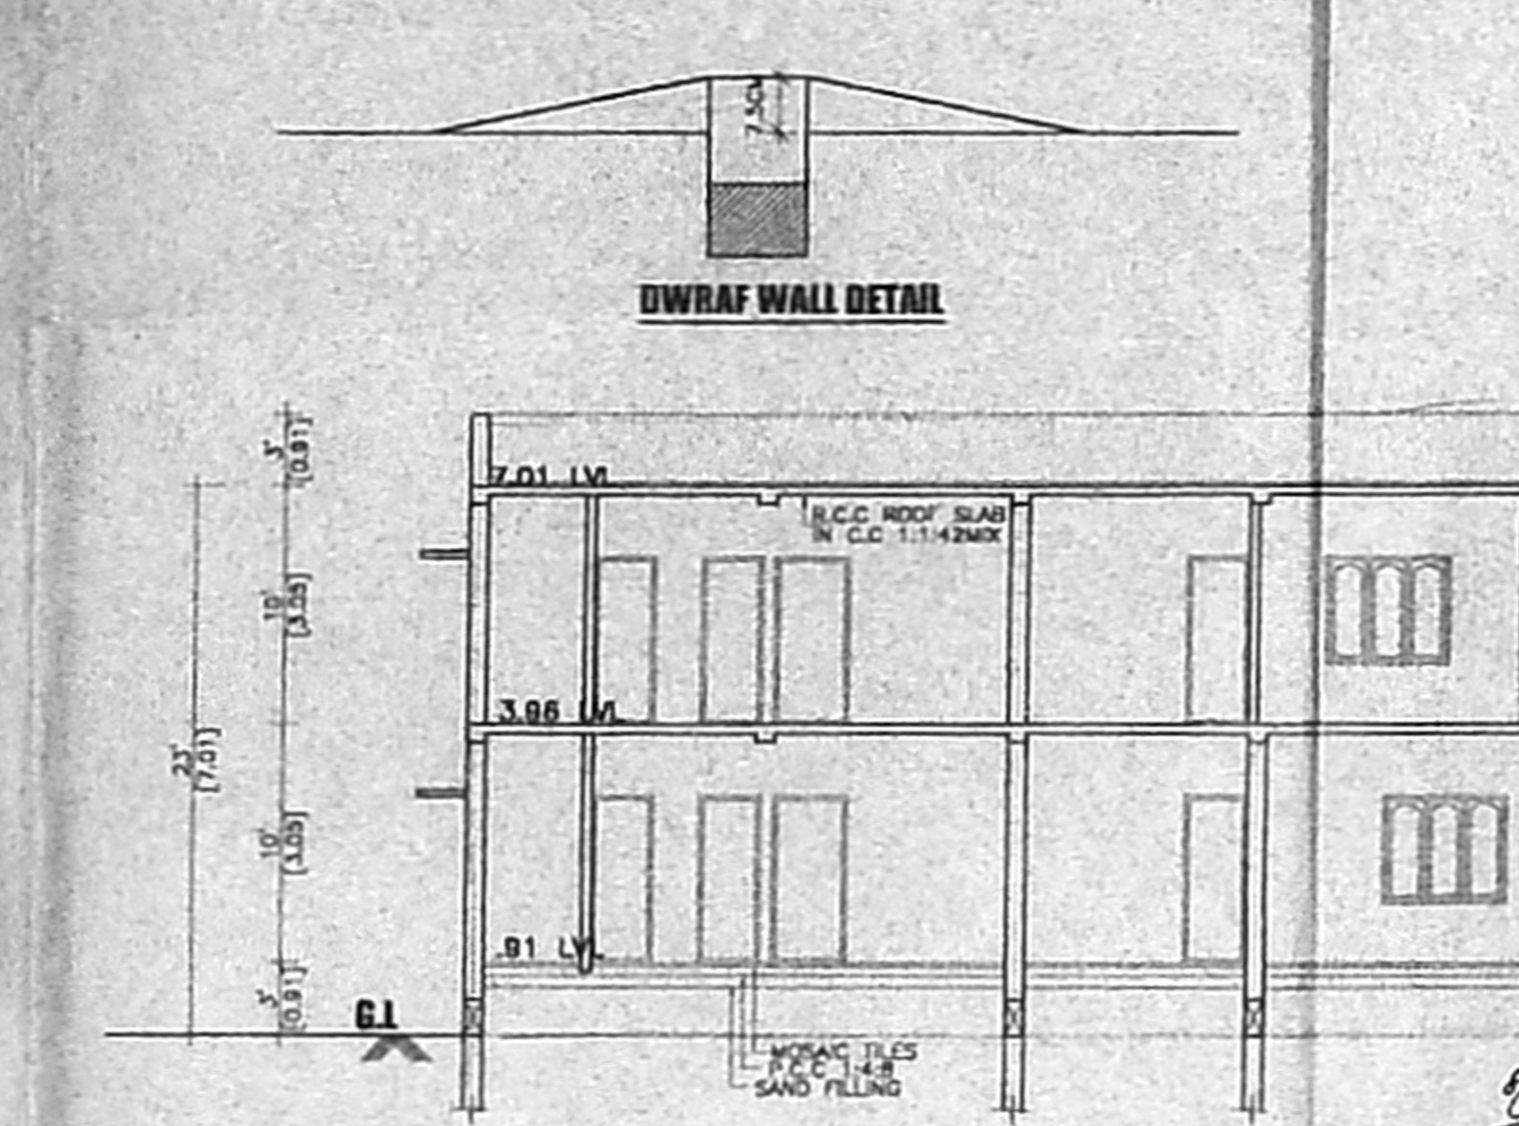 7.5CM
DWRAF WALL DETAIL
3'
[0.91]
7.01 LVL
R.C.C ROOF SLAB
IN C.C 1:1:42MIX
10'
[3.05]
3.96 LVL
23'
[7.01]
10'
[3.05]
.91 LVL
3'
[0.91]
G.L
MOSAIC TILES
P.C.C 1:4:8
SAND FILLING